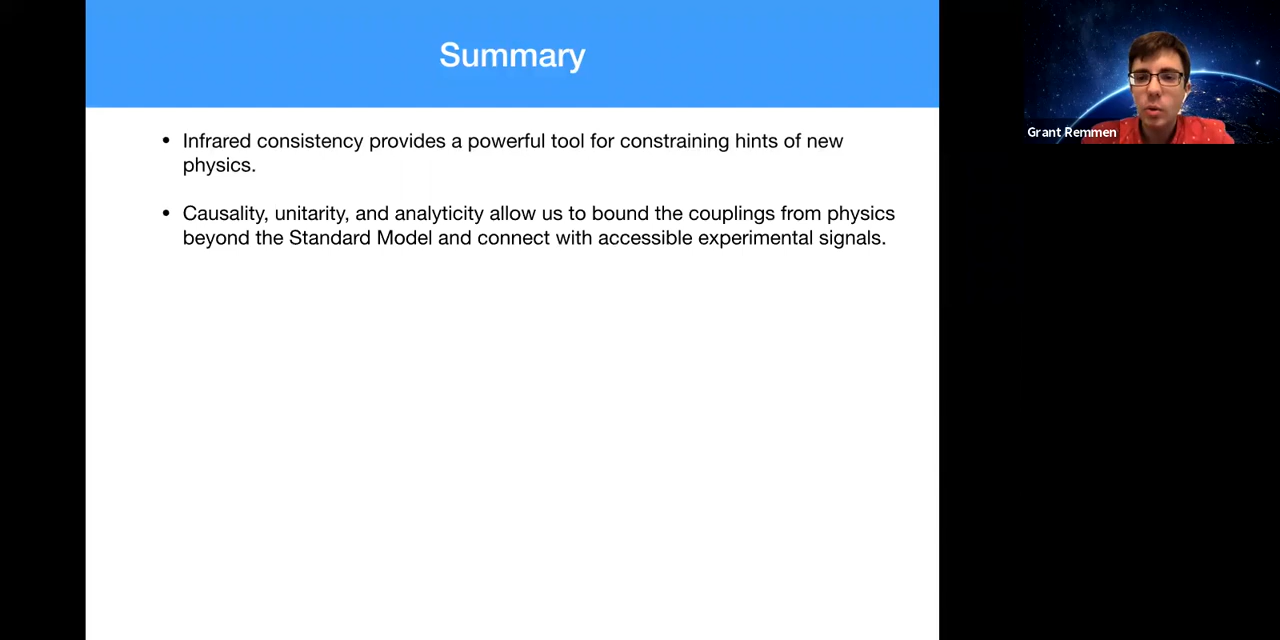 Summary
• Infrared consistency provides a powerful tool for constraining hints of new
physics.
• Causality, unitarity, and analyticity allow us to bound the couplings from physics
beyond the Standard Model and connect with accessible experimental signals.
Grant Remmen